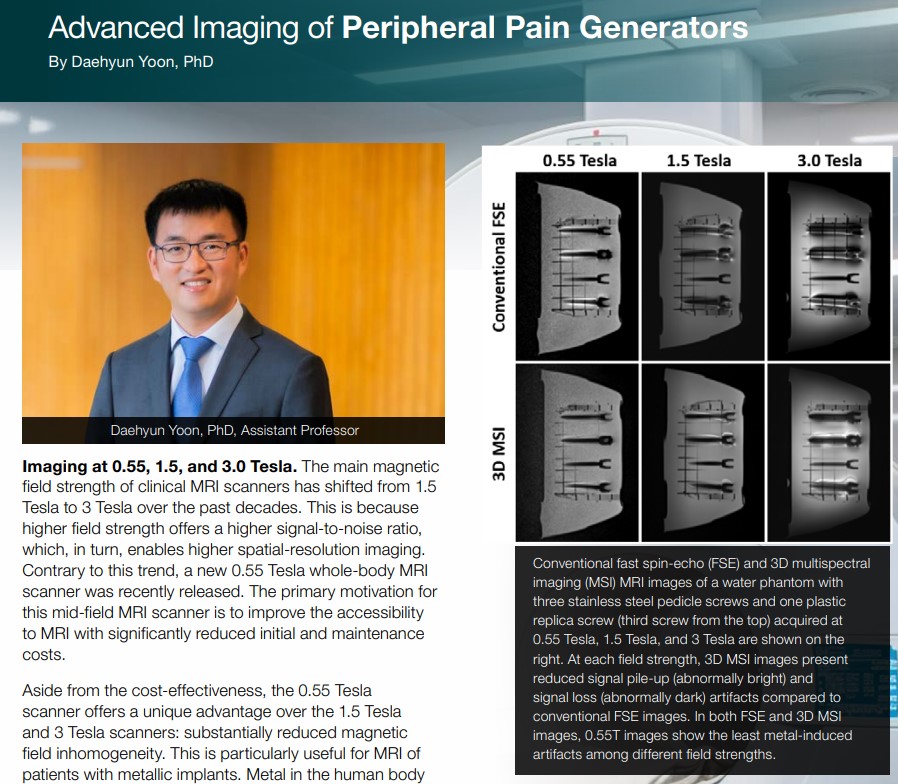 Advanced Imaging of Peripheral Pain Generators
By Daehyun Yoon, PhD
Daehyun Yoon, PhD, Assistant Professor
Imaging at 0.55, 1.5, and 3.0 Tesla. The main magnetic
field strength of clinical MRI scanners has shifted from 1.5
Tesla to 3 Tesla over the past decades. This is because
higher field strength offers a higher signal-to-noise ratio,
which, in turn, enables higher spatial-resolution imaging.
Contrary to this trend, a new 0.55 Tesla whole-body MRI
scanner was recently released. The primary motivation for
this mid-field MRI scanner is to improve the accessibility
to MRI with significantly reduced initial and maintenance
costs.
Aside from the cost-effectiveness, the 0.55 Tesla
scanner offers a unique advantage over the 1.5 Tesla
and 3 Tesla scanners: substantially reduced magnetic
field inhomogeneity. This is particularly useful for MRI of
patients with metallic implants. Metal in the human body
0.55 Tesla
1.5 Tesla
3.0 Tesla
Conventional FSE
3D MSI
Conventional fast spin-echo (FSE) and 3D multispectral
imaging (MSI) MRI images of a water phantom with
three stainless steel pedicle screws and one plastic
replica screw (third screw from the top) acquired at
0.55 Tesla, 1.5 Tesla, and 3 Tesla are shown on the
right. At each field strength, 3D MSI images present
reduced signal pile-up (abnormally bright) and
signal loss (abnormally dark) artifacts compared to
conventional FSE images. In both FSE and 3D MSI
images, 0.55T images show the least metal-induced
artifacts among different field strengths.